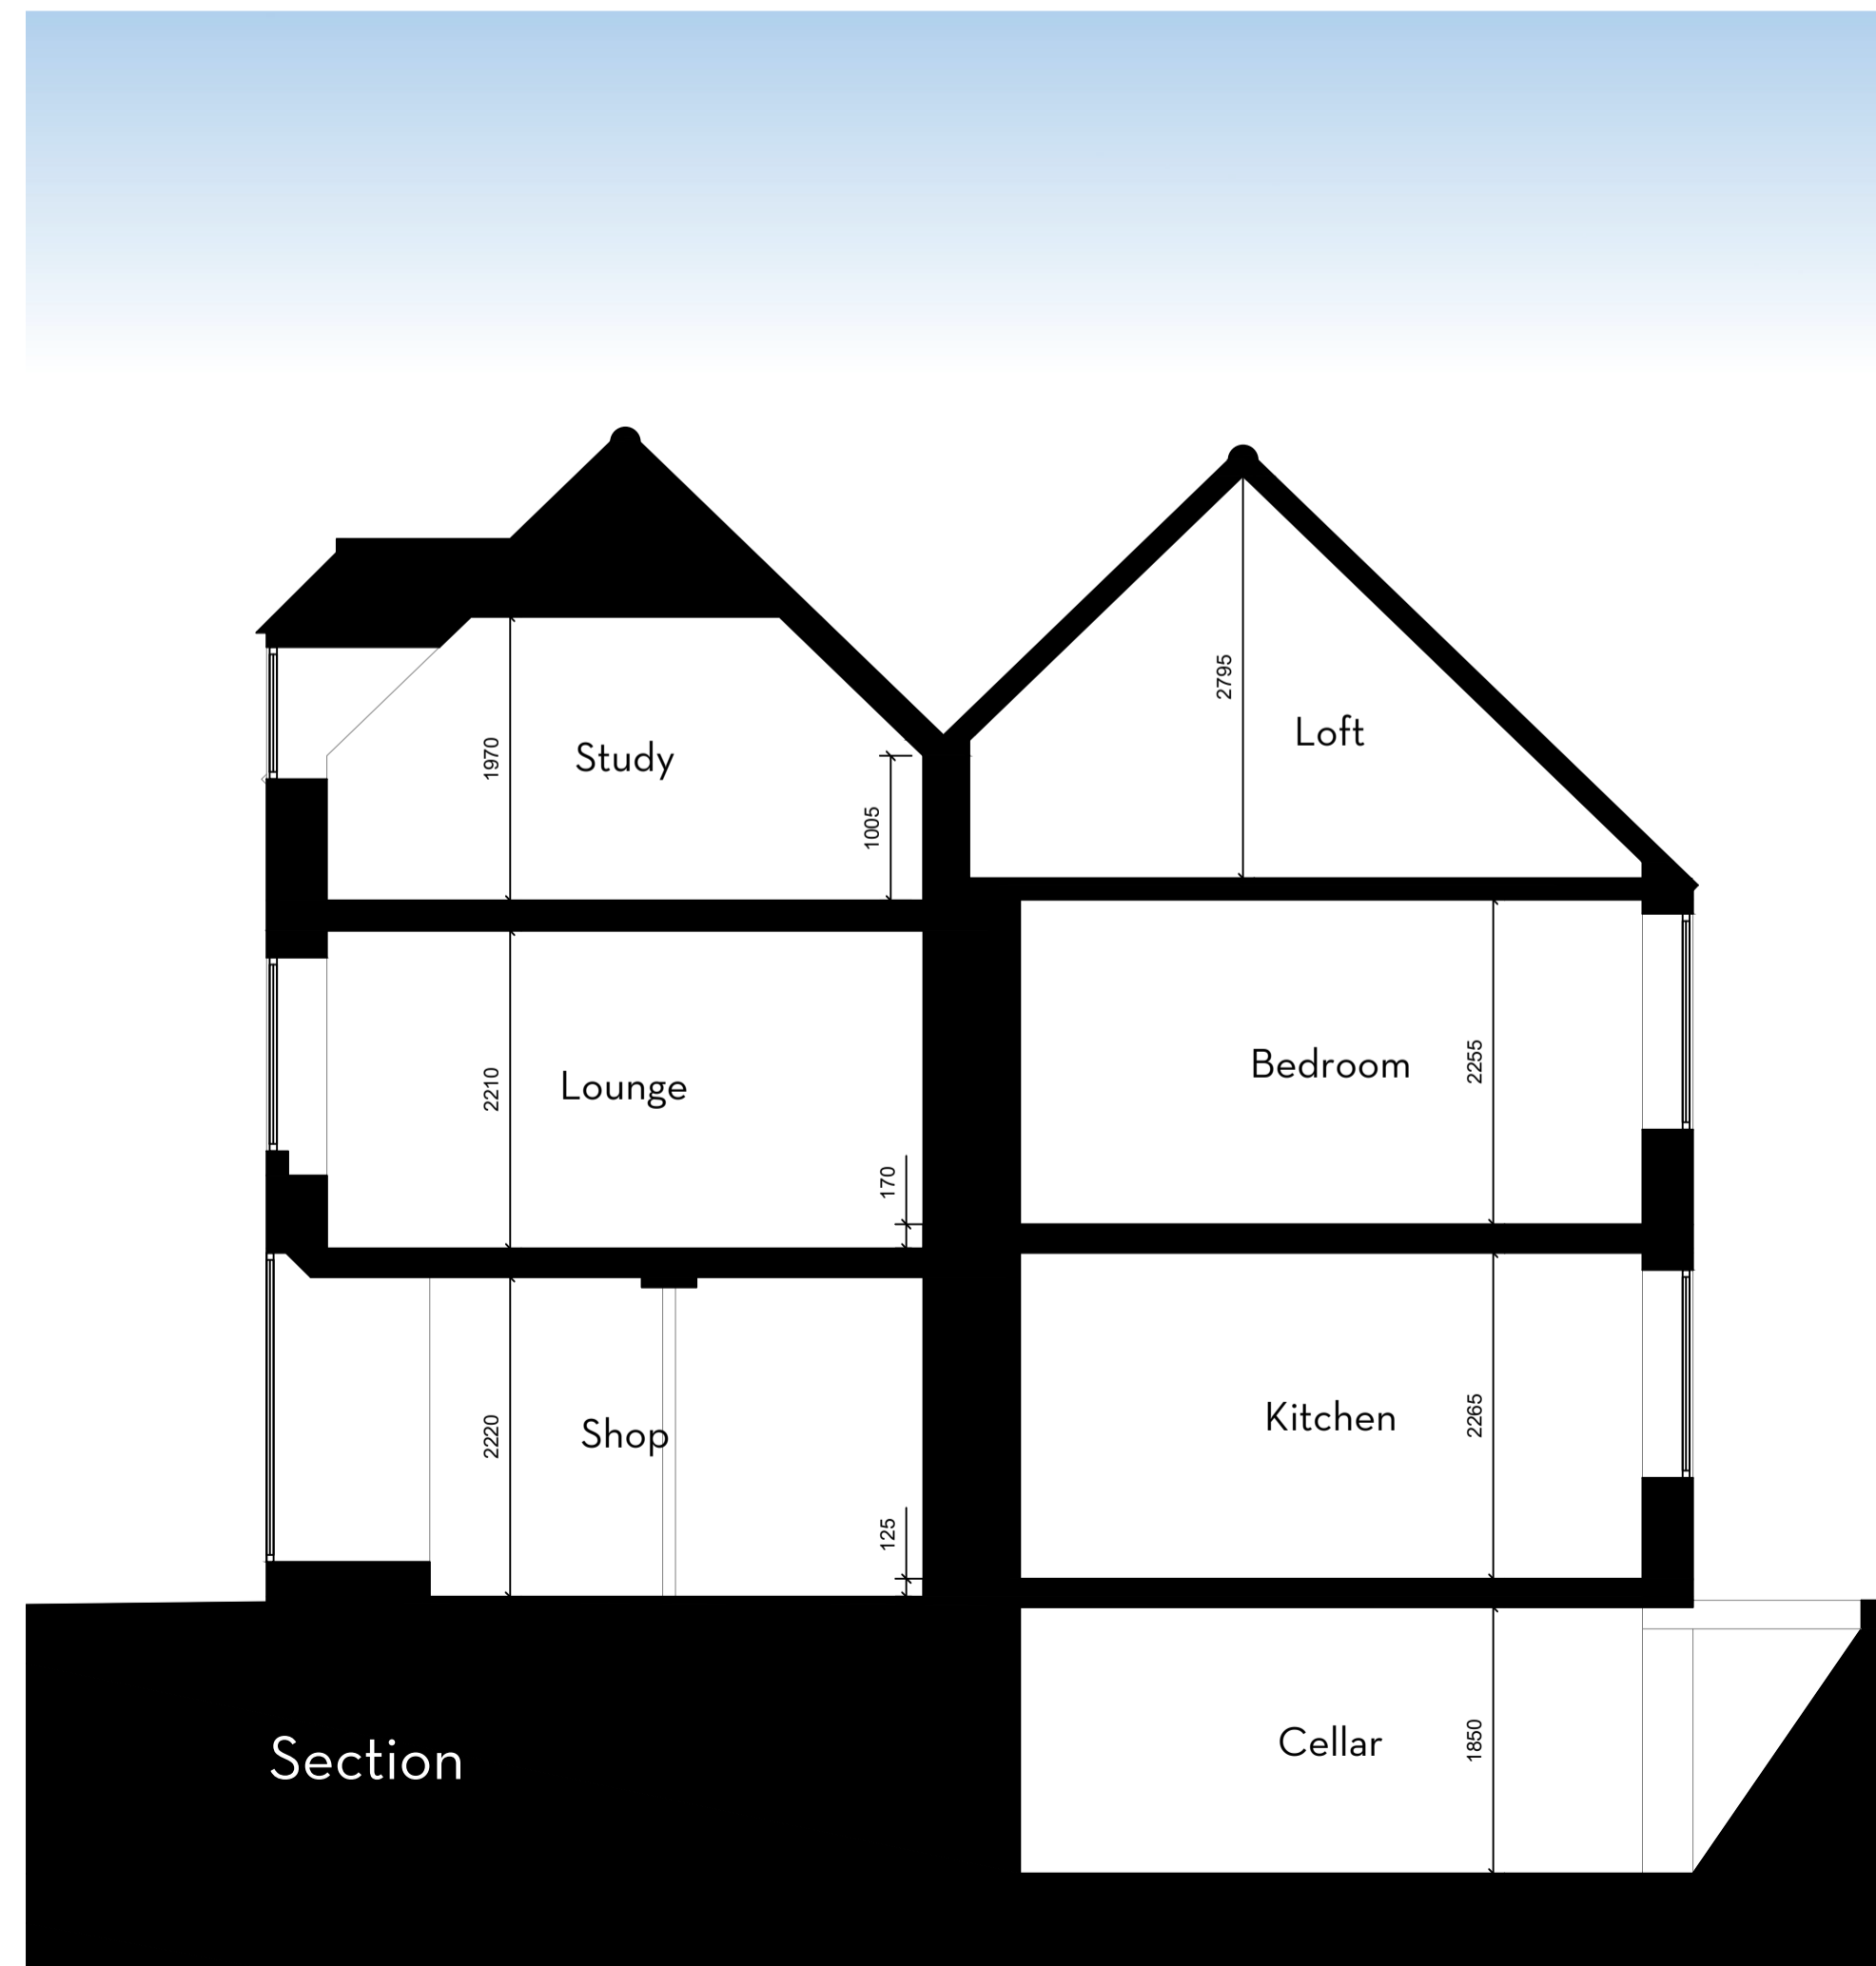 2795
Loft
Study
1970
1005
Bedroom
2255
Lounge
2210
170
Kitchen
2265
Shop
2220
125
Cellar
1850
Section